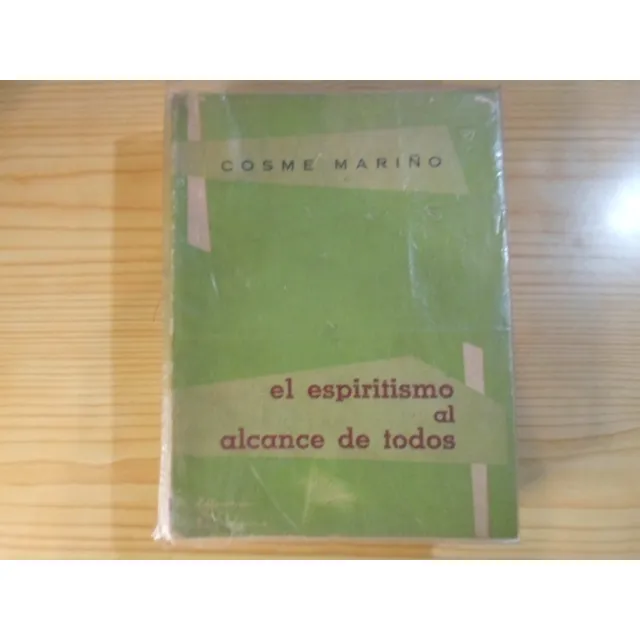 COSME MARIÑO
el espiritismo
al
alcance de todos